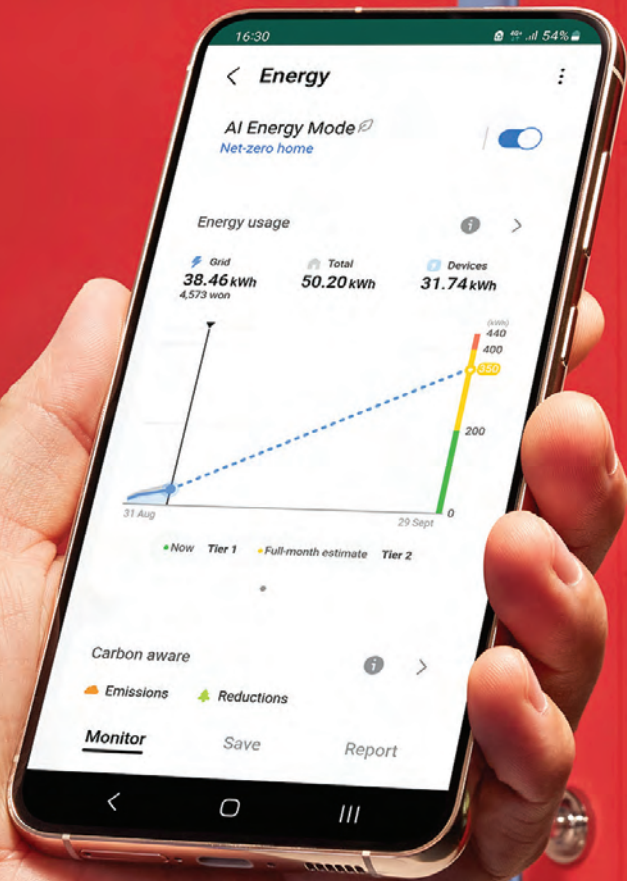 16:30
54%
Energy
AI Energy Mode
Net-zero home
Energy usage
Grid
38.46 kWh
4,573 won
Total
50.20 kWh
Devices
31.74 kWh
(kWh)
440
400
350
200
0
31 Aug
29 Sept
Now Tier 1 Full-month estimate Tier 2
Carbon aware
Emissions Reductions
Monitor Save Report